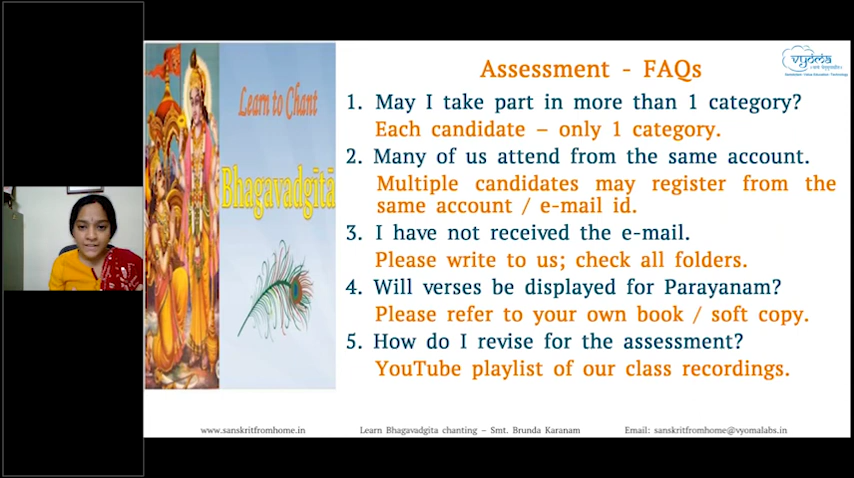 Assessment - FAQs
vyoma
Learn to Chant
Bhagavadgītā
1. May I take part in more than 1 category?
Each candidate – only 1 category.
2. Many of us attend from the same account.
Multiple candidates may register from the
same account / e-mail id.
3. I have not received the e-mail.
Please write to us; check all folders.
4. Will verses be displayed for Parayanam?
Please refer to your own book / soft copy.
5. How do I revise for the assessment?
YouTube playlist of our class recordings.
www.sanskritfromhome.in
Learn Bhagavadgita chanting – Smt. Brunda Karanam
Email: sanskritfromhome@vyomalabs.in